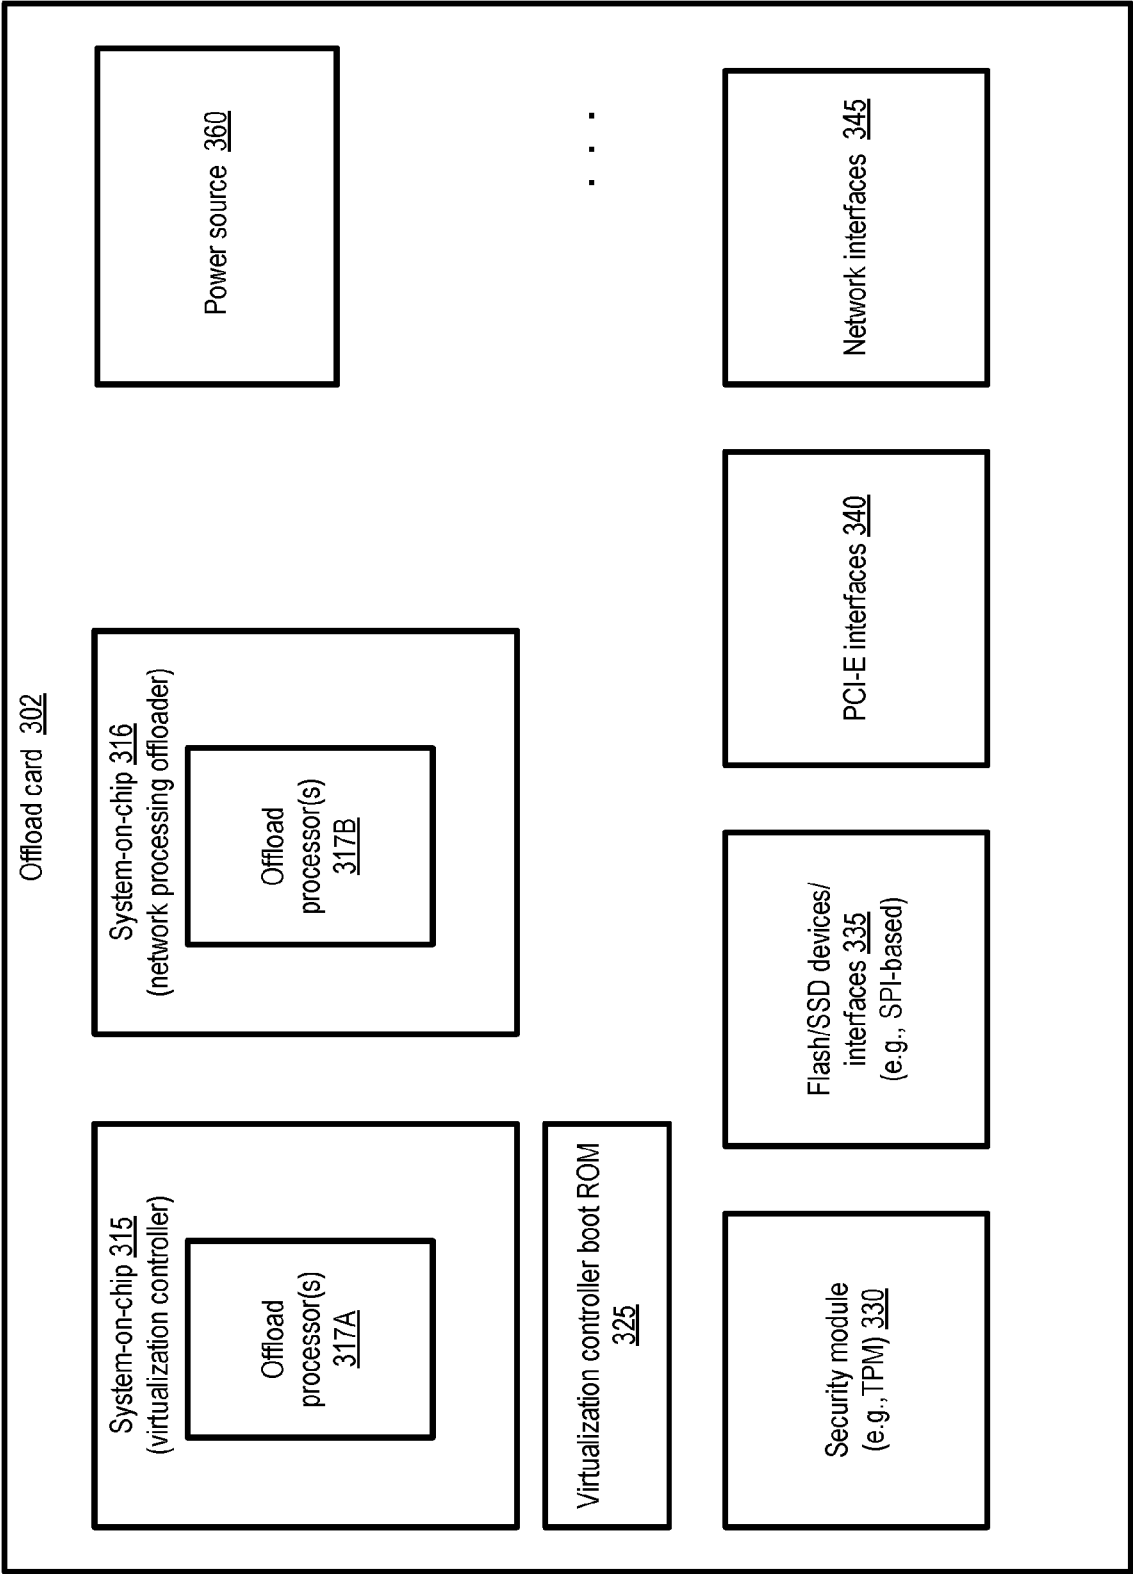 Offload card 302
System-on-chip 315
(virtualization controller)
Offload
processor(s)
317A
System-on-chip 316
(network processing offloader)
Offload
processor(s)
317B
Power source 360
Virtualization controller boot ROM
325
. . .
Security module
(e.g., TPM) 330
Flash/SSD devices/
interfaces 335
(e.g., SPI-based)
PCI-E interfaces 340
Network interfaces 345